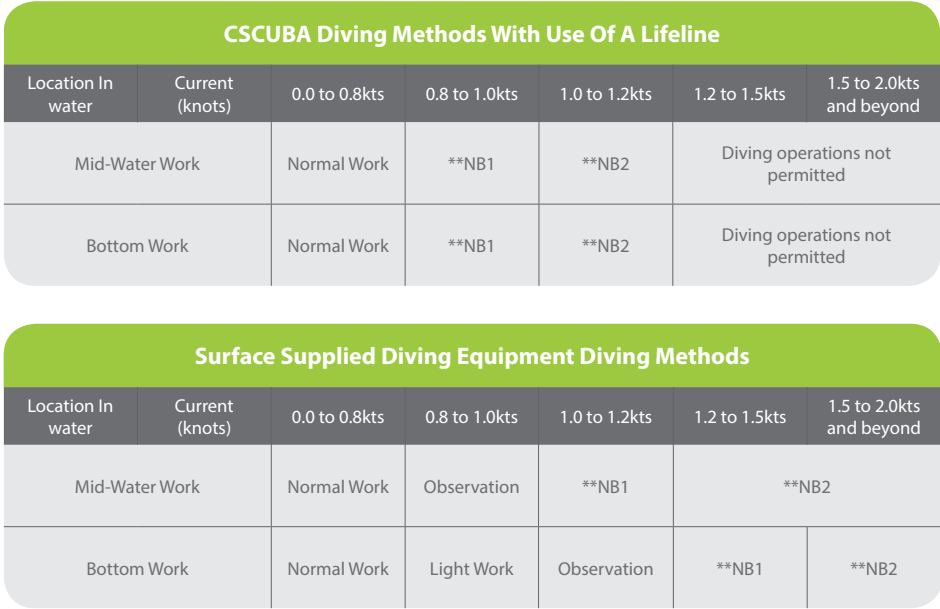 CSCUBA Diving Methods With Use Of A Lifeline
Location In water Current (knots) 0.0 to 0.8kts 0.8 to 1.0kts 1.0 to 1.2kts 1.2 to 1.5kts 1.5 to 2.0kts and beyond
Mid-Water Work Normal Work **NB1 **NB2 Diving operations not permitted
Bottom Work Normal Work **NB1 **NB2 Diving operations not permitted
Surface Supplied Diving Equipment Diving Methods
Location In water Current (knots) 0.0 to 0.8kts 0.8 to 1.0kts 1.0 to 1.2kts 1.2 to 1.5kts 1.5 to 2.0kts and beyond
Mid-Water Work Normal Work Observation **NB1 **NB2
Bottom Work Normal Work Light Work Observation **NB1 **NB2